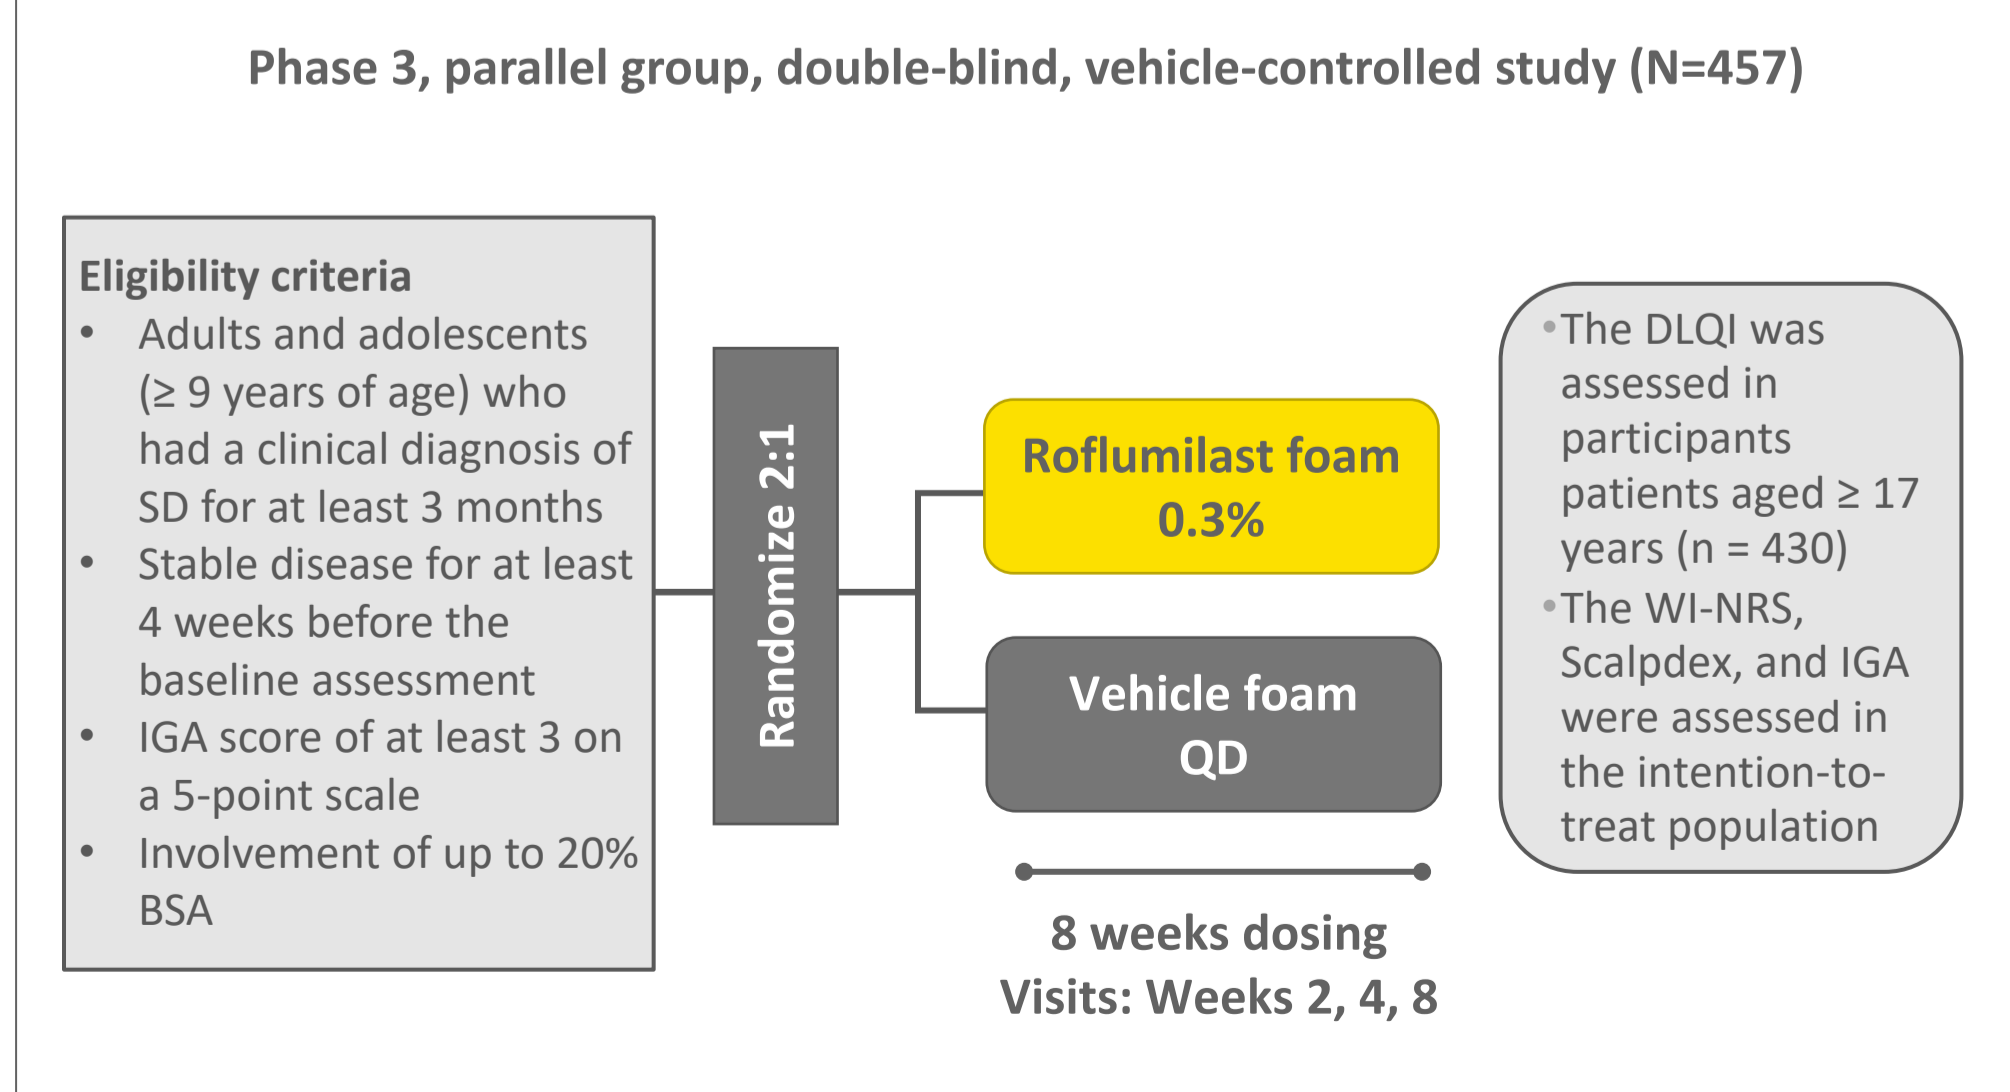 Phase 3, parallel group, double-blind, vehicle-controlled study (N=457)
Eligibility criteria
• Adults and adolescents
(≥ 9 years of age) who
had a clinical diagnosis of
SD for at least 3 months
• Stable disease for at least
4 weeks before the
baseline assessment
• IGA score of at least 3 on
a 5-point scale
• Involvement of up to 20%
BSA
Randomize 2:1
Roflumilast foam
0.3%
Vehicle foam
QD
8 weeks dosing
Visits: Weeks 2, 4, 8
•The DLQI was
assessed in
participants
patients aged ≥ 17
years (n = 430)
•The WI-NRS,
Scalpdex, and IGA
were assessed in
the intention-to-
treat population